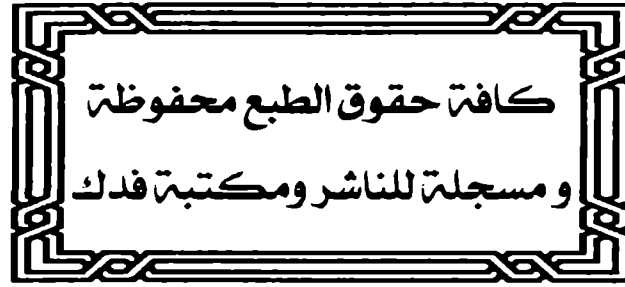 كافة حقوق الطبع محفوظة
و مسجلة للناشر ومكتبة فدك